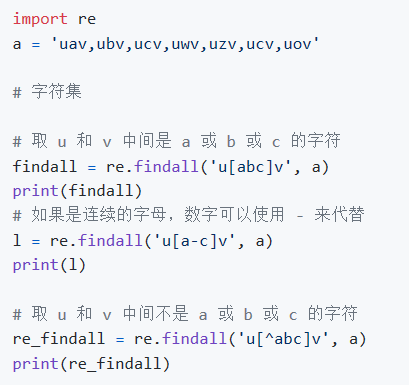 import re
a = 'uav,ubv,ucv,uwv,uzv,ucv,uov'
# 字符集
# 取 u 和 v 中间是 a 或 b 或 c 的字符
findall = re.findall('u[abc]v', a)
print(findall)
# 如果是连续的字母，数字可以使用 - 来代替
l = re.findall('u[a-c]v', a)
print(l)
# 取 u 和 v 中间不是 a 或 b 或 c 的字符
re_findall = re.findall('u[^abc]v', a)
print(re_findall)